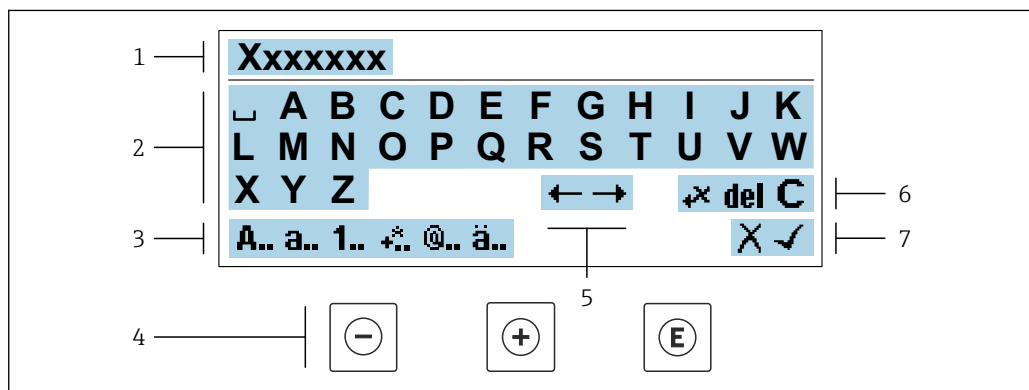 1 Xxxxxxx
2 ␣ A B C D E F G H I J K
L M N O P Q R S T U V W
X Y Z ← → +× del C 6
3 A.. a.. 1.. +*.. @.. ä.. X ✓ 7
5
4 − + E